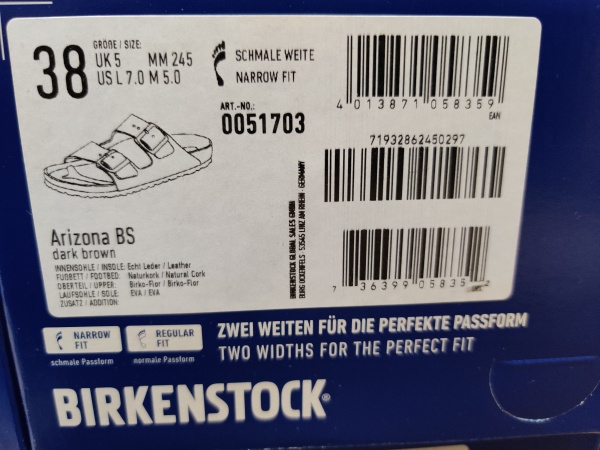 38
GRÖßE / SIZE:
UK 5 MM 245
US L 7.0 M 5.0
SCHMALE WEITE
NARROW FIT
ART.-NO.:
0051703
4 013871 058359
EAN
71932862450297
7 36399 05835 2
UPC
Arizona BS
dark brown
INNENSOHLE / INSOLE: Echt Leder / Leather
FUßBETT / FOOTBED: Naturkork / Natural Cork
OBERTEIL / UPPER: Birko-Flor / Birko-Flor
LAUFSOHLE / SOLE: EVA / EVA
ZUSATZ / ADDITION:
BIRKENSTOCK GLOBAL SALES GMBH
BURG OCKENFELS · 53545 LINZ AM RHEIN · GERMANY
NARROW FIT
schmale Passform
REGULAR FIT
normale Passform
ZWEI WEITEN FÜR DIE PERFEKTE PASSFORM
TWO WIDTHS FOR THE PERFECT FIT
BIRKENSTOCK®